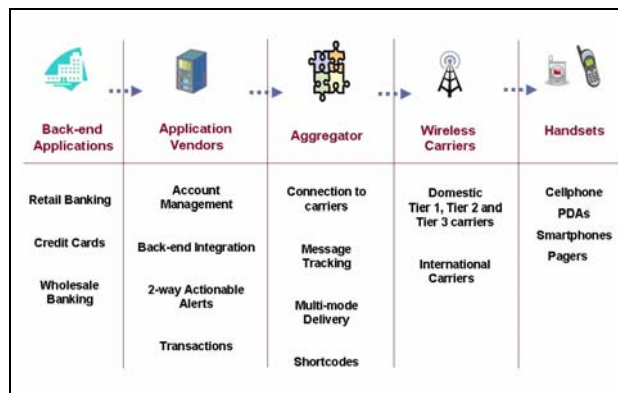 Back-end
Applications
Application
Vendors
Aggregator
Wireless
Carriers
Handsets
Retail Banking
Credit Cards
Wholesale
Banking
Account
Management
Back-end Integration
2-way Actionable
Alerts
Transactions
Connection to
carriers
Message
Tracking
Multi-mode
Delivery
Shortcodes
Domestic
Tier 1, Tier 2 and
Tier 3 carriers
International
Carriers
Cellphone
PDAs
Smartphones
Pagers